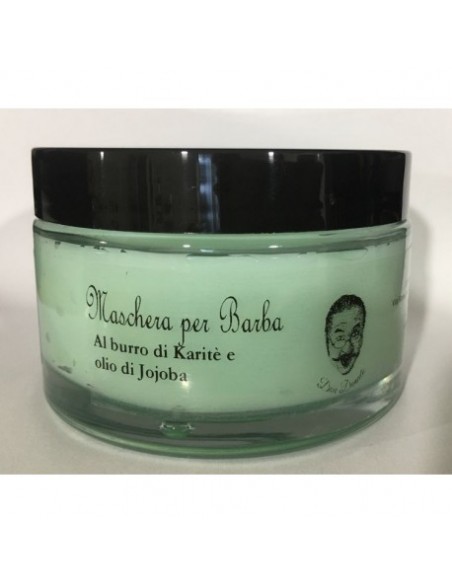 Maschera per Barba
Al burro di Karitè e
olio di Jojoba